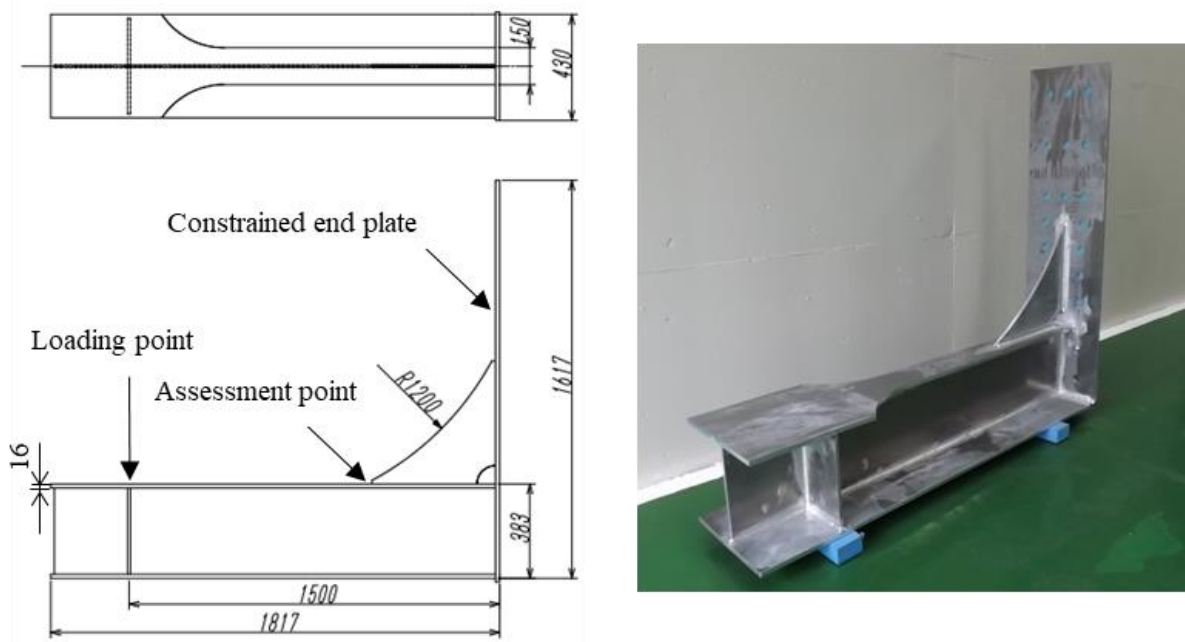 150
430
Constrained end plate
Loading point
Assessment point
R1200
1617
16
383
1500
1817